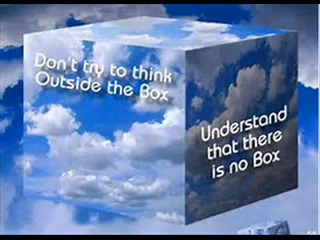 Don't try to think
Outside the Box
Understand
that there
is no Box